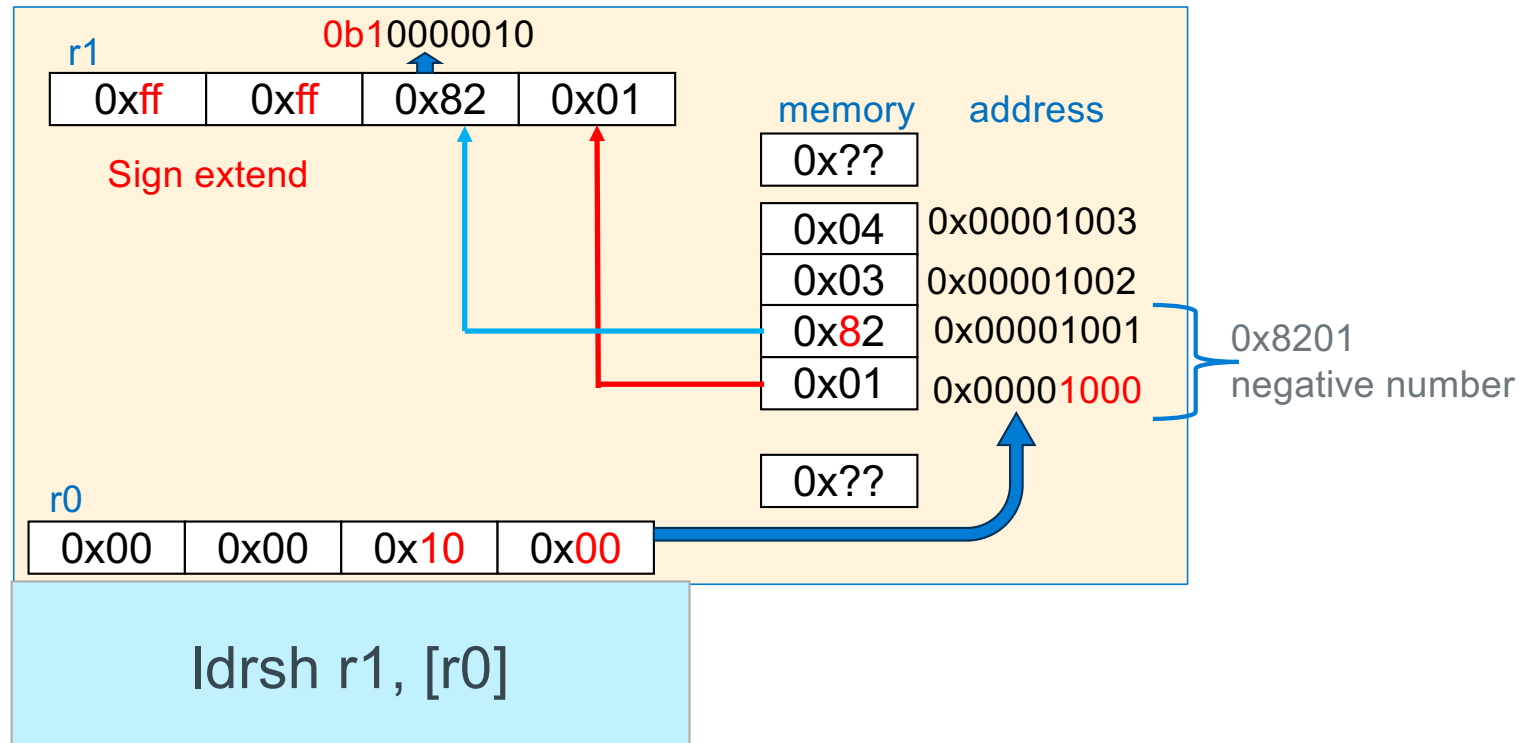 0b10000010
r1
0xff 0xff 0x82 0x01
Sign extend
memory address
0x??
0x04 0x00001003
0x03 0x00001002
0x82 0x00001001
0x01 0x00001000
0x8201
negative number
0x??
r0
0x00 0x00 0x10 0x00
ldrsh r1, [r0]